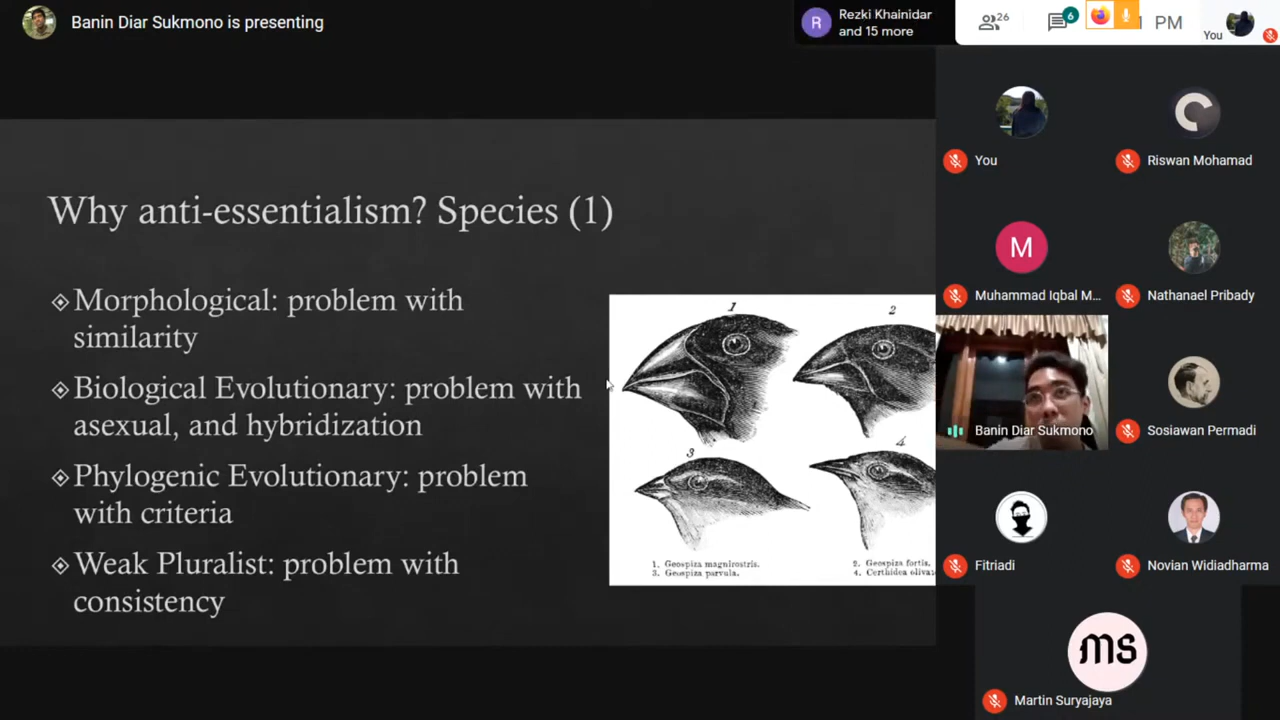 Banin Diar Sukmono is presenting
R
Rezki Khainidar
and 15 more
26
6
PM
You
Why anti-essentialism? Species (1)
Morphological: problem with
similarity
Biological Evolutionary: problem with
asexual, and hybridization
Phylogenic Evolutionary: problem
with criteria
Weak Pluralist: problem with
consistency
1
2
3
4
1. Geospiza magnirostris.
2. Geospiza fortis.
3. Geospiza parvula.
4. Certhidea oliva
You
Riswan Mohamad
M
Muhammad Iqbal M...
Nathanael Pribady
Banin Diar Sukmono
Sosiawan Permadi
Fitriadi
Novian Widiadharma
ms
Martin Suryajaya